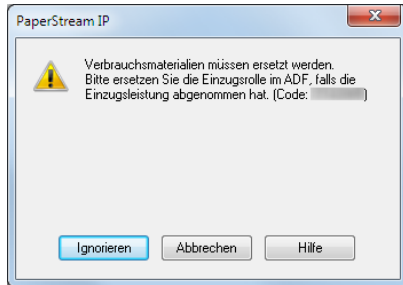 PaperStream IP
Verbrauchsmaterialien müssen ersetzt werden.
Bitte ersetzen Sie die Einzugsrolle im ADF, falls die
Einzugsleistung abgenommen hat. (Code: )
Ignorieren Abbrechen Hilfe